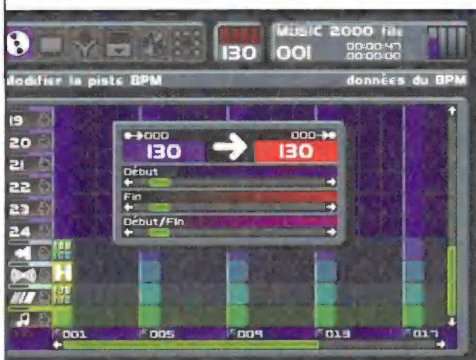 MUSIC 2000 file
130 001 00:00:47
00:00:00
Modifier la piste BPM données du BPM
19
20
21
22
23
24
000 000
130 130
Début
Fin
Début/Fin
001 005 009 013 017